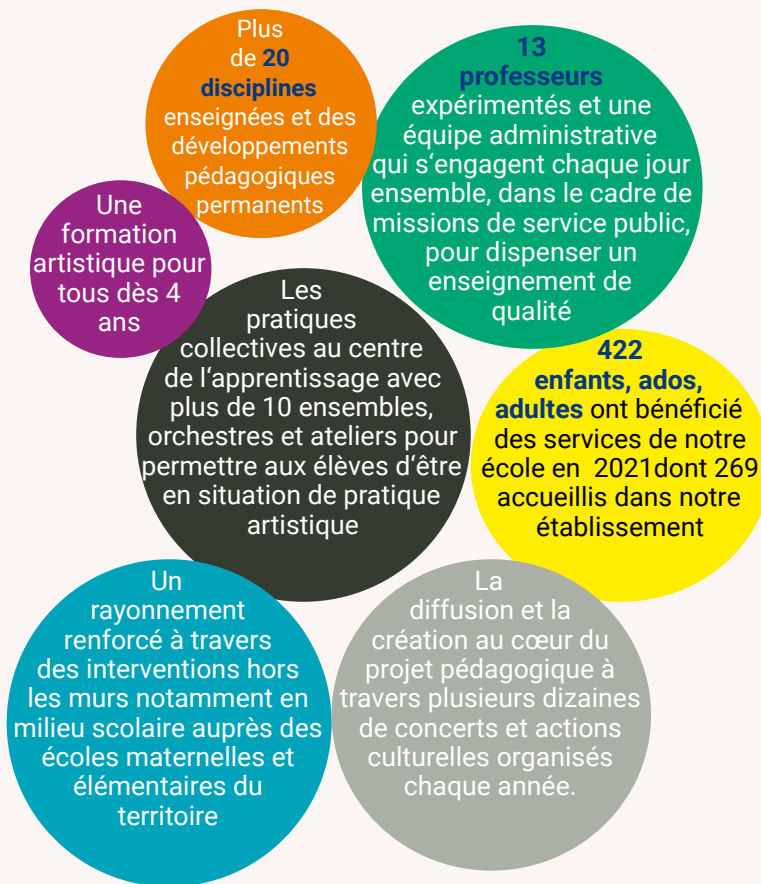 Plus
de 20
disciplines
enseignées et des
développements
pédagogiques
permanents
13
professeurs
expérimentés et une
équipe administrative
qui s'engagent chaque jour
ensemble, dans le cadre de
missions de service public,
pour dispenser un
enseignement de
qualité
Une
formation
artistique pour
tous dès 4
ans
Les
pratiques
collectives au centre
de l'apprentissage avec
plus de 10 ensembles,
orchestres et ateliers pour
permettre aux élèves d'être
en situation de pratique
artistique
422
enfants, ados,
adultes ont bénéficié
des services de notre
école en 2021dont 269
accueillis dans notre
établissement
Un
rayonnement
renforcé à travers
des interventions hors
les murs notamment en
milieu scolaire auprès des
écoles maternelles et
élémentaires du
territoire
La
diffusion et la
création au cœur du
projet pédagogique à
travers plusieurs dizaines
de concerts et actions
culturelles organisés
chaque année.